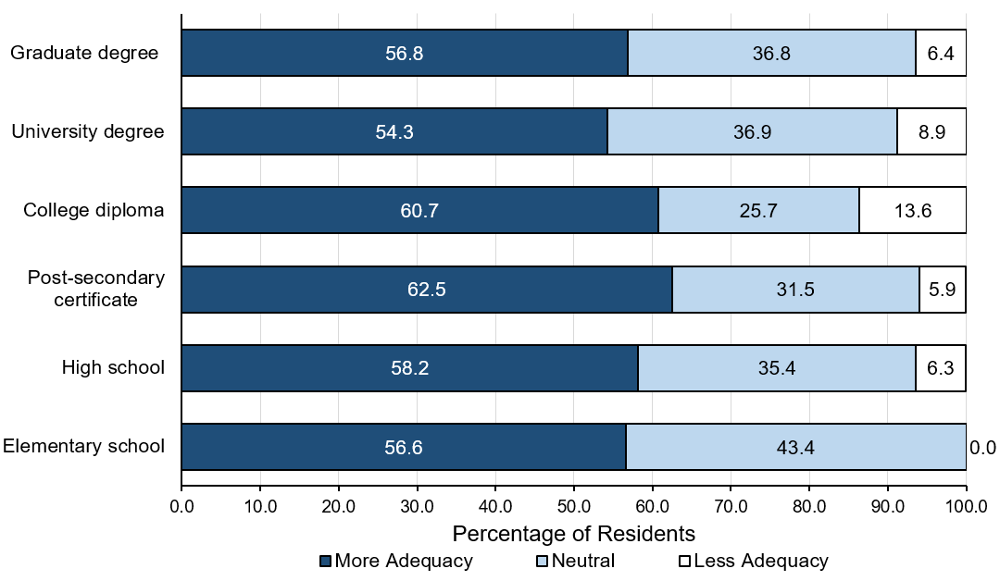 Graduate degree 56.8 36.8 6.4
University degree 54.3 36.9 8.9
College diploma 60.7 25.7 13.6
Post-secondary
certificate 62.5 31.5 5.9
High school 58.2 35.4 6.3
Elementary school 56.6 43.4 0.0
0.0 10.0 20.0 30.0 40.0 50.0 60.0 70.0 80.0 90.0 100.0
Percentage of Residents
More Adequacy Neutral Less Adequacy